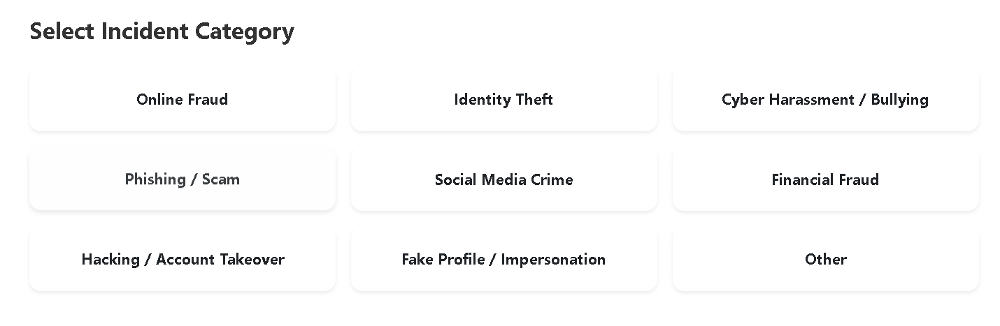 Select Incident Category
Online Fraud
Identity Theft
Cyber Harassment / Bullying
Phishing / Scam
Social Media Crime
Financial Fraud
Hacking / Account Takeover
Fake Profile / Impersonation
Other